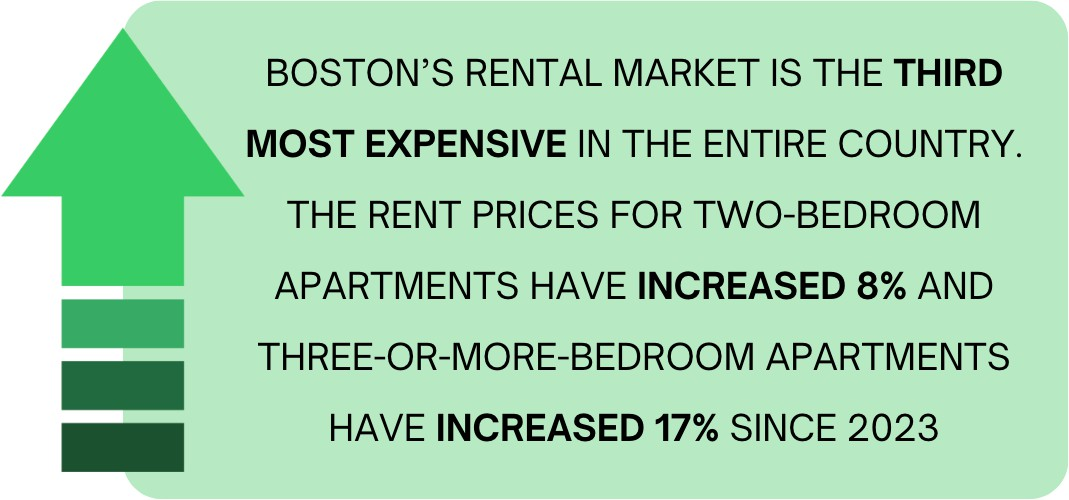 BOSTON’S RENTAL MARKET IS THE THIRD
MOST EXPENSIVE IN THE ENTIRE COUNTRY.
THE RENT PRICES FOR TWO-BEDROOM
APARTMENTS HAVE INCREASED 8% AND
THREE-OR-MORE-BEDROOM APARTMENTS
HAVE INCREASED 17% SINCE 2023